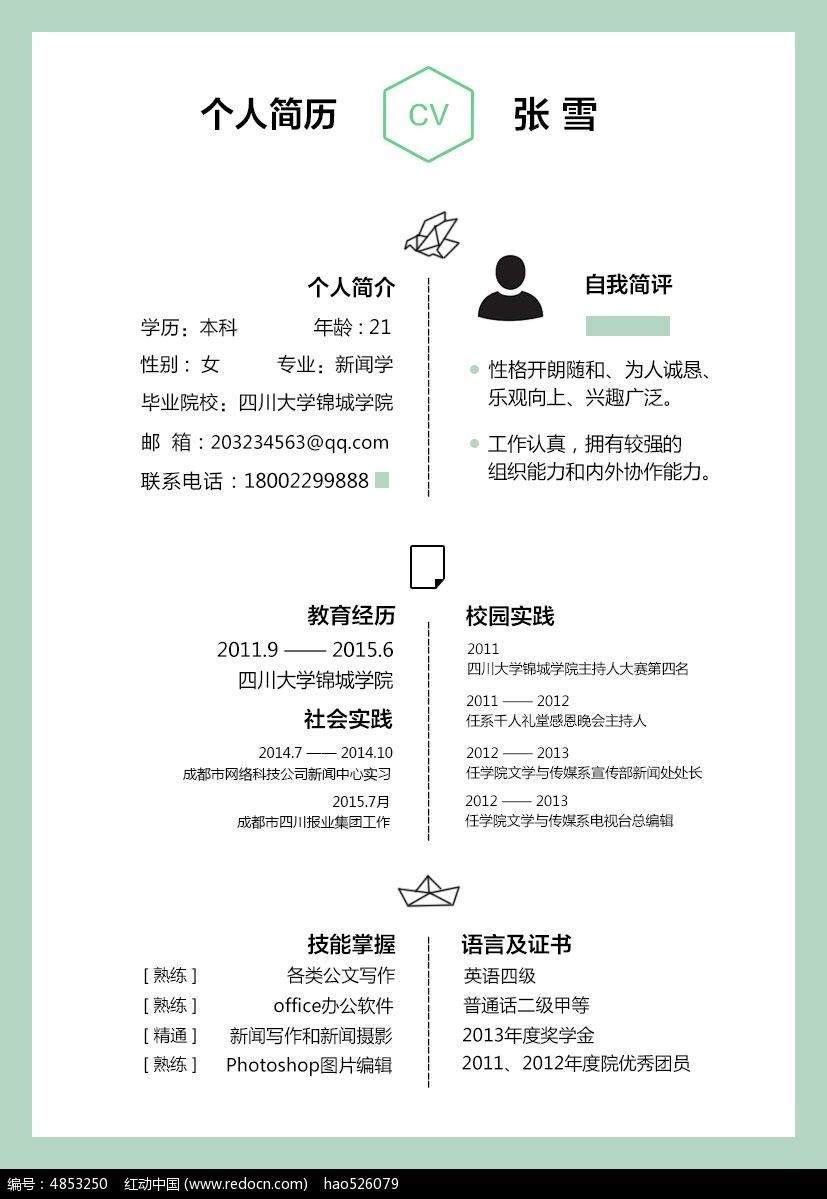 个人简历
CV
张 雪
个人简介
学历：本科 年龄：21
性别：女 专业：新闻学
毕业院校：四川大学锦城学院
邮 箱：203234563@qq.com
联系电话：18002299888
自我简评
性格开朗随和、为人诚恳、
乐观向上、兴趣广泛。
工作认真，拥有较强的
组织能力和内外协作能力。
教育经历
2011.9 —— 2015.6
四川大学锦城学院
社会实践
2014.7 —— 2014.10
成都市网络科技公司新闻中心实习
2015.7月
成都市四川报业集团工作
校园实践
2011
四川大学锦城学院主持人大赛第四名
2011 —— 2012
任系千人礼堂感恩晚会主持人
2012 —— 2013
任学院文学与传媒系宣传部新闻处处长
2012 —— 2013
任学院文学与传媒系电视台总编辑
技能掌握
[ 熟练 ] 各类公文写作
[ 熟练 ] office办公软件
[ 精通 ] 新闻写作和新闻摄影
[ 熟练 ] Photoshop图片编辑
语言及证书
英语四级
普通话二级甲等
2013年度奖学金
2011、2012年度院优秀团员
编号：4853250 红动中国 (www.redocn.com) hao526079